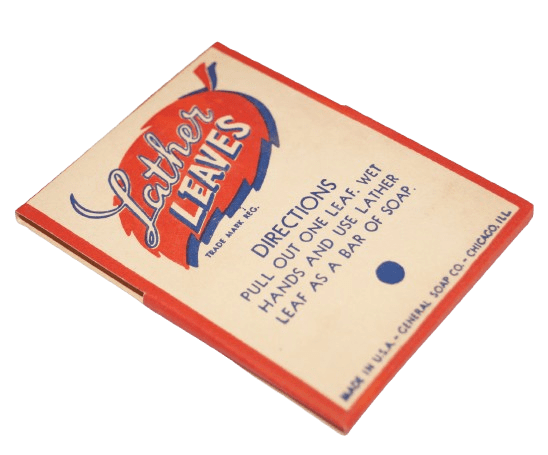 Lather
LEAVES
TRADE MARK REG.
DIRECTIONS
PULL OUT ONE LEAF. WET
HANDS AND USE LATHER
LEAF AS A BAR OF SOAP.
MADE IN U.S.A. - GENERAL SOAP CO. - CHICAGO, ILL